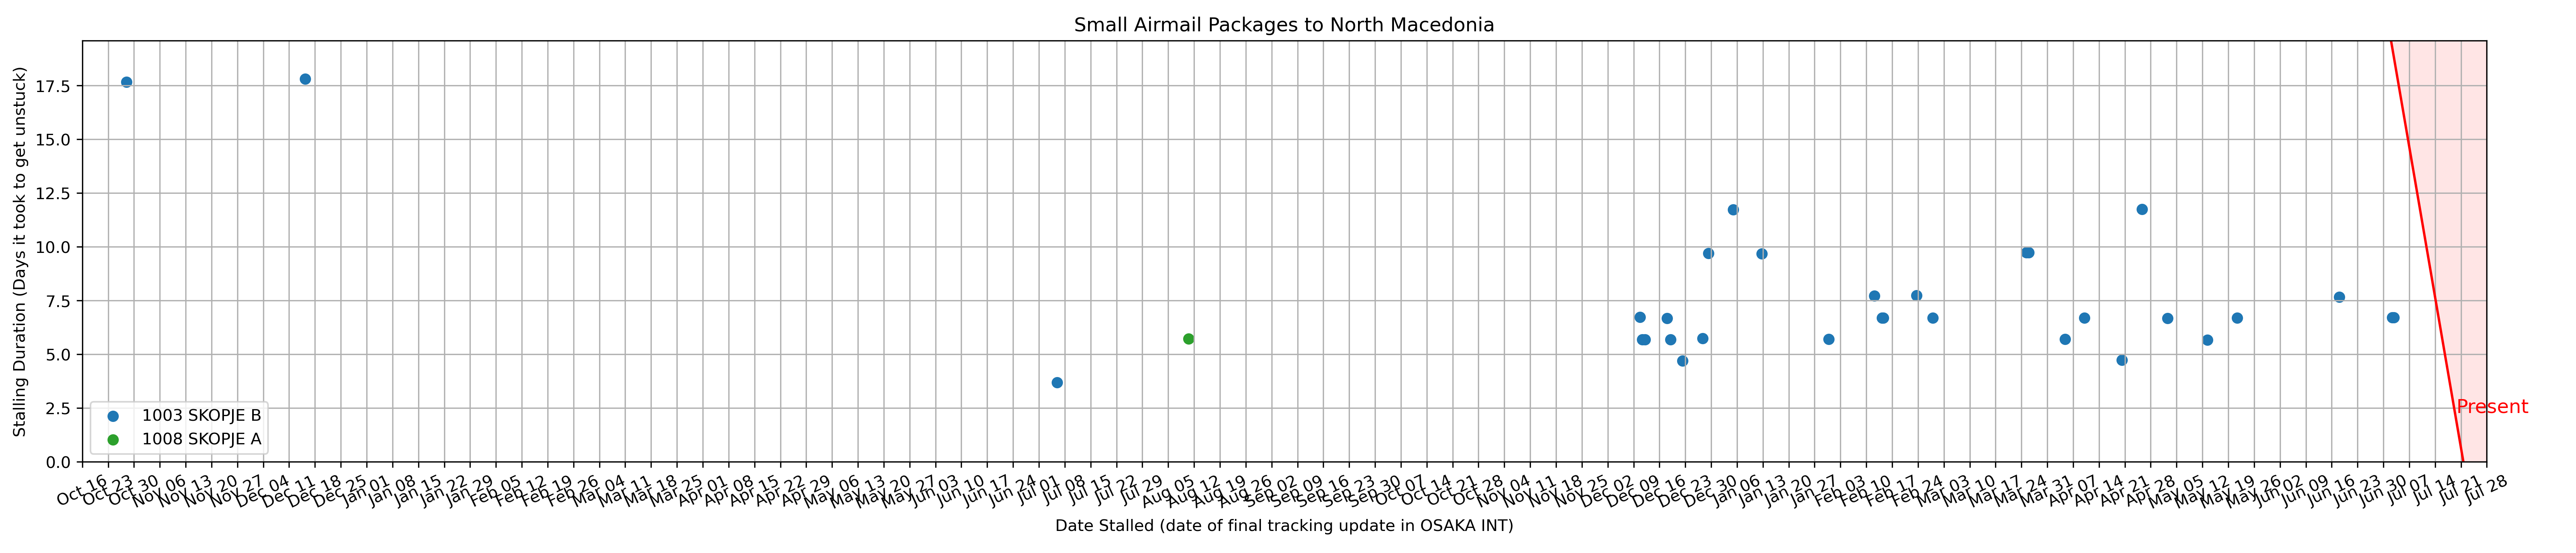 Small Airmail Packages to North Macedonia
Stalling Duration (Days it took to get unstuck)
17.5
15.0
12.5
10.0
7.5
5.0
2.5
0.0
1003 SKOPJE B
1008 SKOPJE A
Present
Oct 16 Oct 23 Oct 30 Nov 06 Nov 13 Nov 20 Nov 27 Dec 04 Dec 11 Dec 18 Dec 25 Jan 01 Jan 08 Jan 15 Jan 22 Jan 29 Feb 05 Feb 12 Feb 19 Feb 26 Mar 04 Mar 11 Mar 18 Mar 25 Apr 01 Apr 08 Apr 15 Apr 22 Apr 29 May 06 May 13 May 20 May 27 Jun 03 Jun 10 Jun 17 Jun 24 Jul 01 Jul 08 Jul 15 Jul 22 Jul 29 Aug 05 Aug 12 Aug 19 Aug 26 Sep 02 Sep 09 Sep 16 Sep 23 Sep 30 Oct 07 Oct 14 Oct 21 Oct 28 Nov 04 Nov 11 Nov 18 Nov 25 Dec 02 Dec 09 Dec 16 Dec 23 Dec 30 Jan 06 Jan 13 Jan 20 Jan 27 Feb 03 Feb 10 Feb 17 Feb 24 Mar 03 Mar 10 Mar 17 Mar 24 Mar 31 Apr 07 Apr 14 Apr 21 Apr 28 May 05 May 12 May 19 May 26 Jun 02 Jun 09 Jun 16 Jun 23 Jun 30 Jul 07 Jul 14 Jul 21 Jul 28
Date Stalled (date of final tracking update in OSAKA INT)